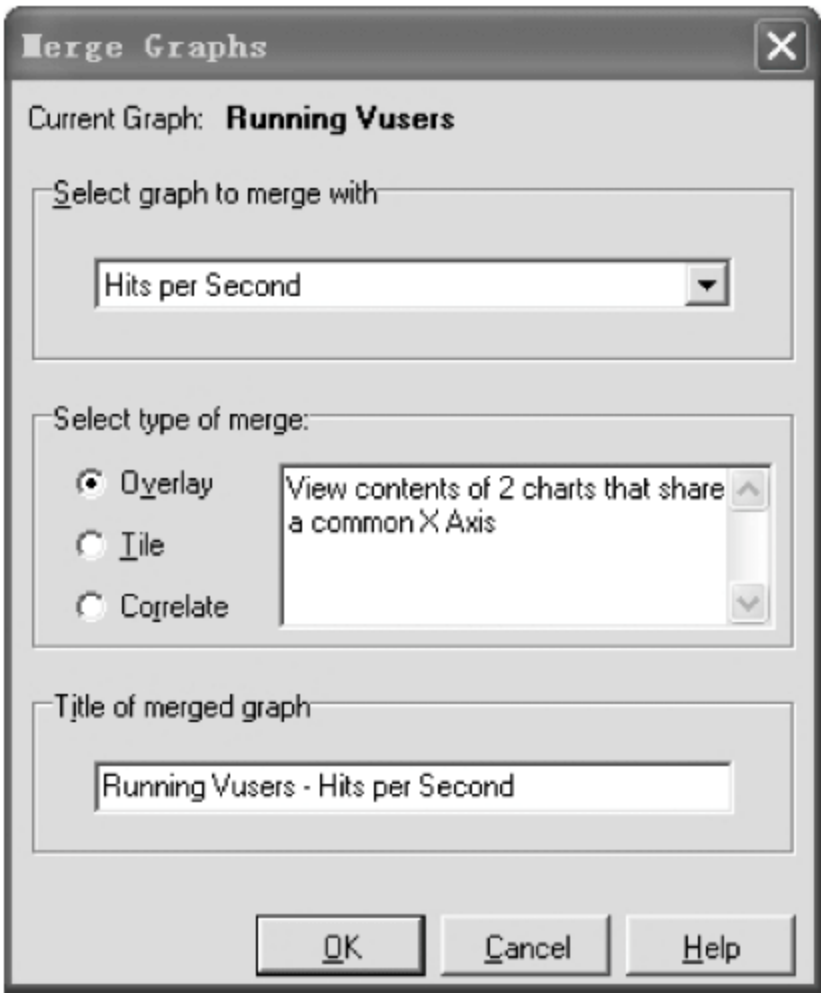 Merge Graphs
Current Graph: Running Vusers
Select graph to merge with
Hits per Second
Select type of merge:
Overlay
Tile
Correlate
View contents of 2 charts that share
a common X Axis
Title of merged graph
Running Vusers - Hits per Second
OK
Cancel
Help